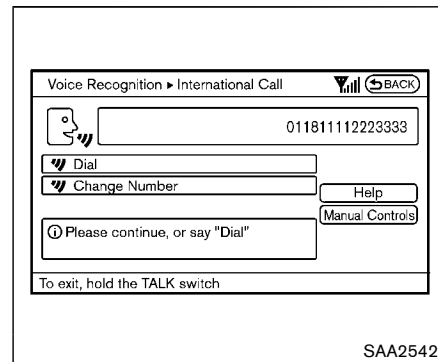 Voice Recognition ▸ International Call BACK
011811112223333
Dial
Change Number
Help
Manual Controls
Please continue, or say "Dial"
To exit, hold the TALK switch
SAA2542